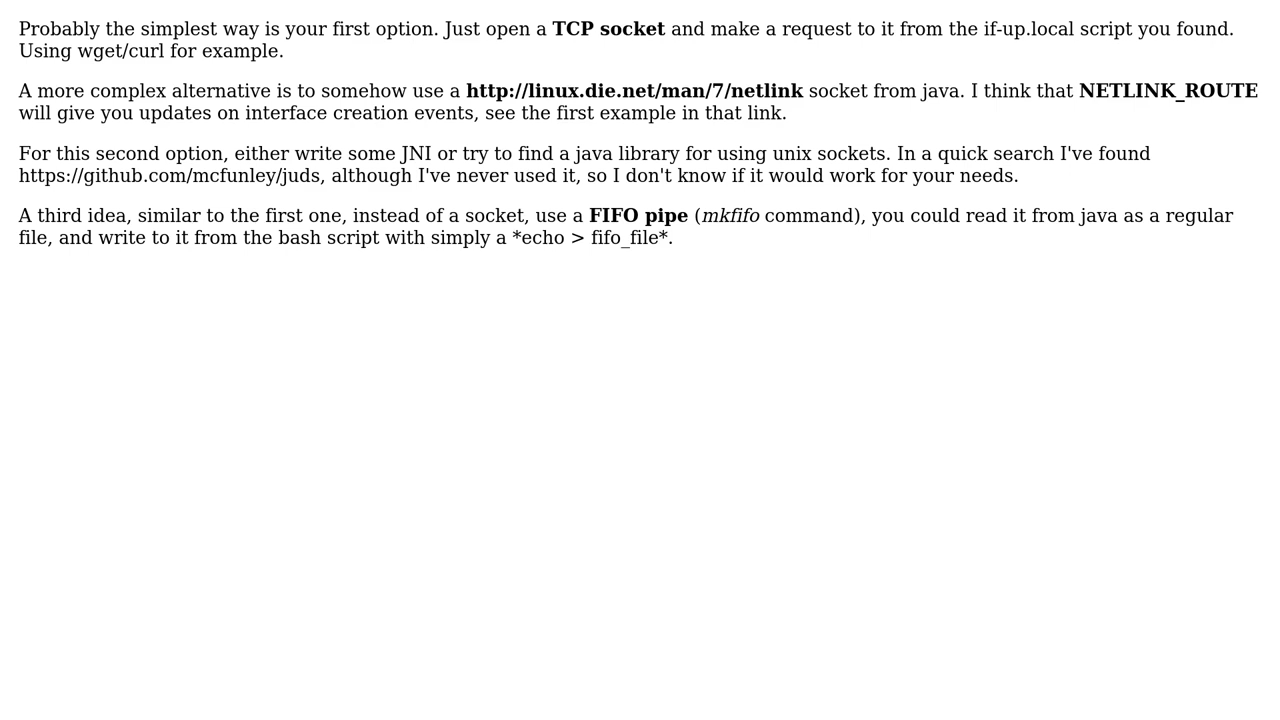 Probably the simplest way is your first option. Just open a TCP socket and make a request to it from the if-up.local script you found.
Using wget/curl for example.
A more complex alternative is to somehow use a http://linux.die.net/man/7/netlink socket from java. I think that NETLINK_ROUTE
will give you updates on interface creation events, see the first example in that link.
For this second option, either write some JNI or try to find a java library for using unix sockets. In a quick search I've found
https://github.com/mcfunley/juds, although I've never used it, so I don't know if it would work for your needs.
A third idea, similar to the first one, instead of a socket, use a FIFO pipe (mkfifo command), you could read it from java as a regular
file, and write to it from the bash script with simply a *echo > fifo_file*.